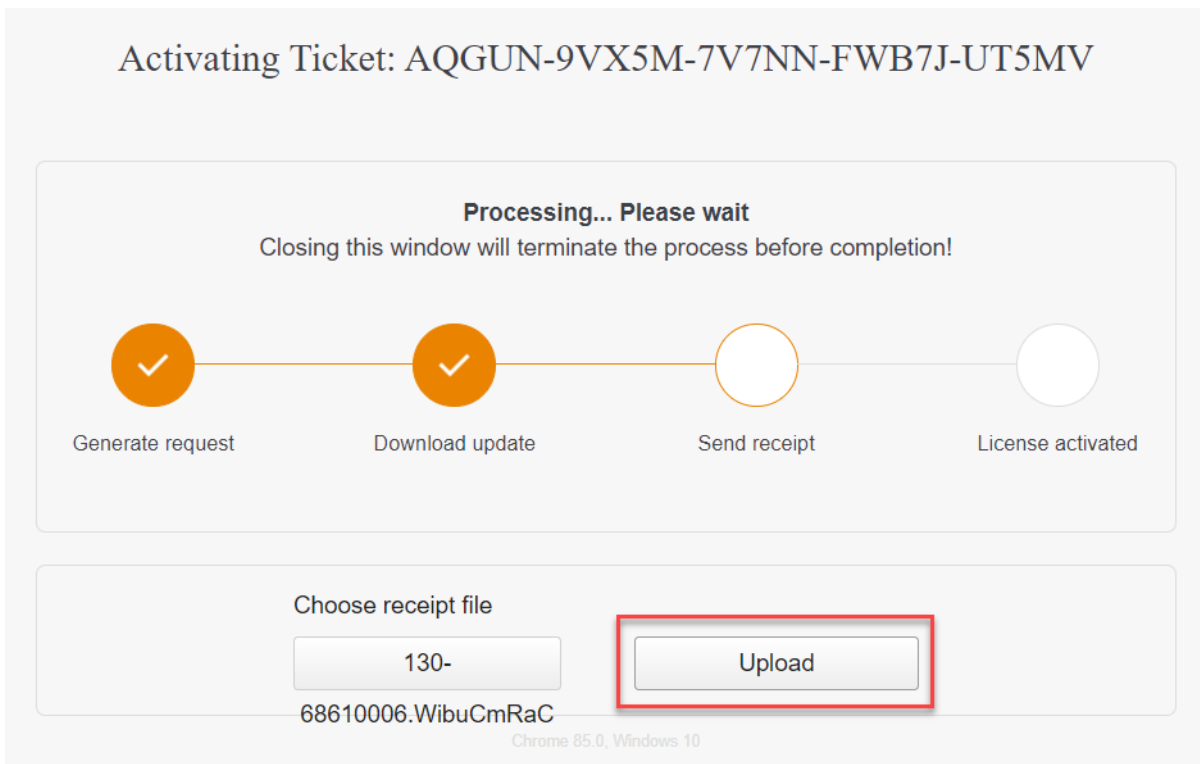 Activating Ticket: AQGUN-9VX5M-7V7NN-FWB7J-UT5MV
Processing... Please wait
Closing this window will terminate the process before completion!
Generate request
Download update
Send receipt
License activated
Choose receipt file
130-
68610006.WibuCmRaC
Upload
Chrome 85.0, Windows 10